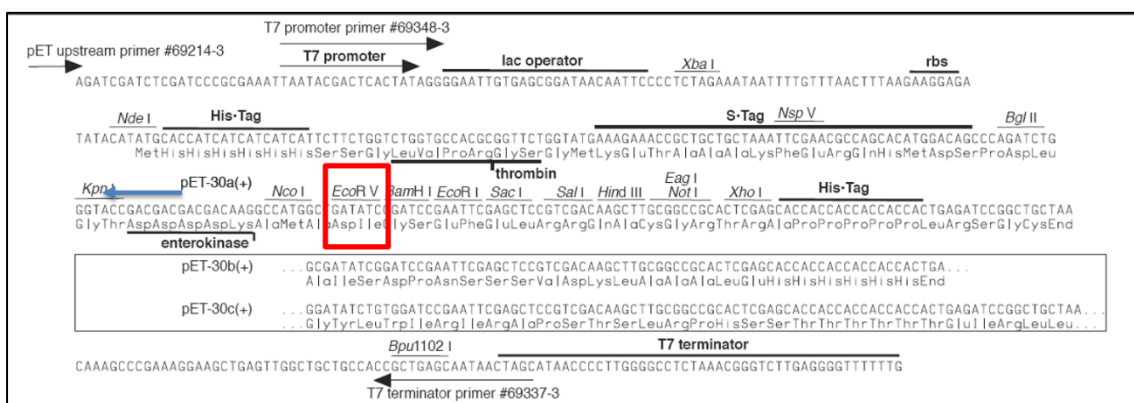 T7 promoter primer #69348-3
pET upstream primer #69214-3
T7 promoter
lac operator
Xba I
rbs
AGATCGATCTCGATCCCGCGAAATTAATACGACTCACTATAGGGGAATTGTGAGCGGATAACAATTCCCCTCTAGAAATAATTTTGTTTAACTTTAAGAAGGAGA
Nde I
His•Tag
S•Tag
Nsp V
Bgl II
TATACATATGCACCATCATCATCATCATTCTTCTGGTCTGGTGCCACGCGGTTCTGGTATGAAAGAAACCGCTGCTGCTAAATTCGAACGCCAGCACATGGACAGCCCAGATCTG
MetHisHisHisHisHisHisSerSerGlyLeuValProArgGlySerGlyMetLysGluThrAlaAlaAlaLysPheGluArgGlnHisMetAspSerProAspLeu
thrombin
pET-30a(+)
Nco I
EcoR V
BamH I
EcoR I
Sac I
Sal I
Hind III
Eag I
Not I
Xho I
His•Tag
GGTACCGACGACGACGACAAGGCCATGGCTGATATCGGATCCGAATTCGAGCTCCGTCGACAAGCTTGCGGCCGCACTCGAGCACCACCACCACCACCACTGAGATCCGGCTGCTAA
GlyThrAspAspAspAspLysAlaMetAlaAspIleGlySerGluPheGluLeuArgArgGlnAlaCysGlyArgThrArgAlaProProProProProProLeuArgSerGlyCysEnd
enterokinase
pET-30b(+)
...GCGATATCGGATCCGAATTCGAGCTCCGTCGACAAGCTTGCGGCCGCACTCGAGCACCACCACCACCACCACTGA...
AlaIleSerAspProAsnSerSerSerValAspLysLeuAlaAlaAlaLeuGluHisHisHisHisHisHisEnd
pET-30c(+)
...GGATATCTGTGGATCCGAATTCGAGCTCCGTCGACAAGCTTGCGGCCGCACTCGAGCACCACCACCACCACCACTGAGATCCGGCTGCTAA...
GlyTyrLeuTrpIleArgIleArgAlaProSerThrSerLeuArgProHisSerSerThrThrThrThrThrThrGluIleArgLeuLeu...
Bpu1102 I
T7 terminator
CAAAGCCCGAAAGGAAGCTGAGTTGGCTGCTGCCACCGCTGAGCAATAACTAGCATAACCCCTTGGGGCCTCTAAACGGGTCTTGAGGGGTTTTTTG
T7 terminator primer #69337-3